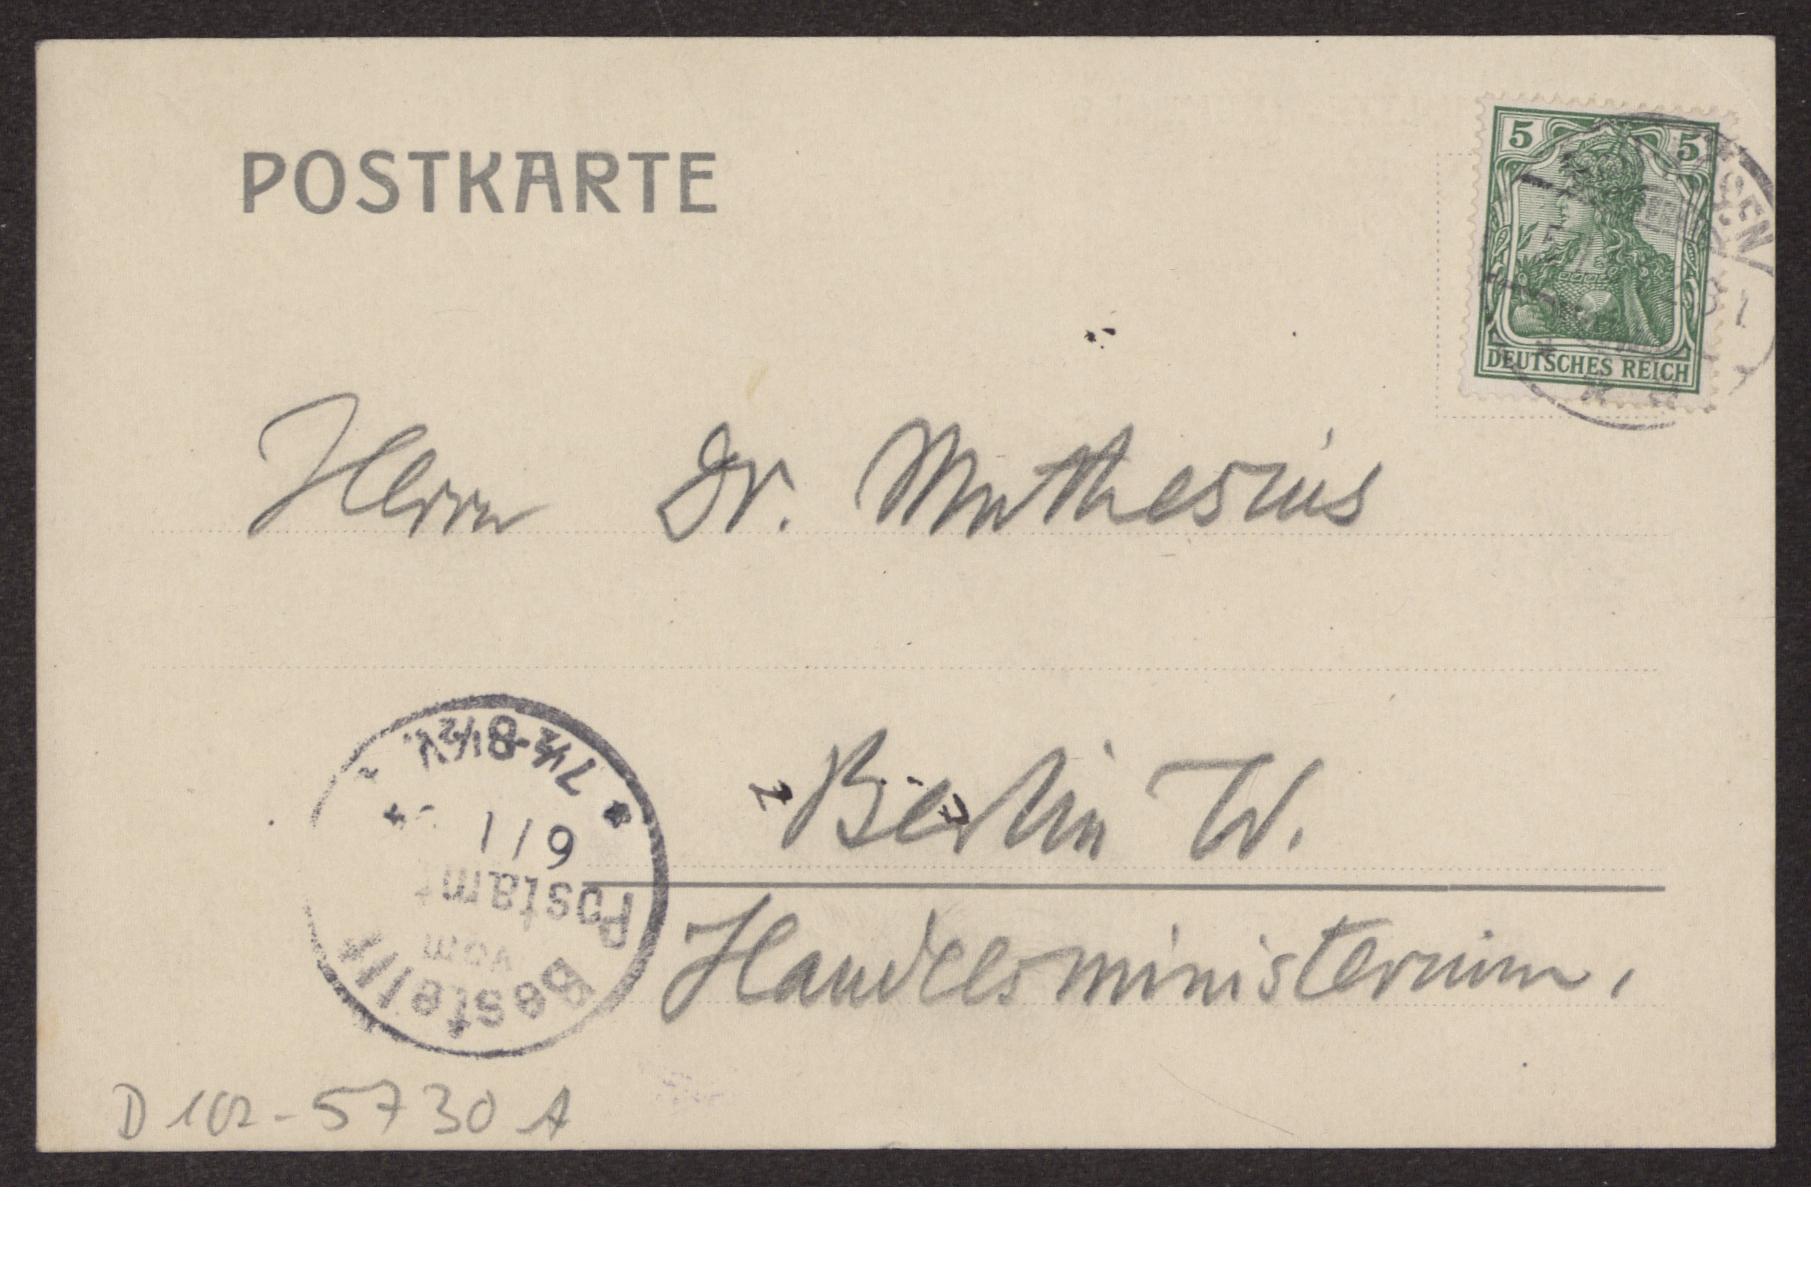 POSTKARTE
5 5
DEUTSCHES REICH
Herrn Dr. Muthesius
Berlin W.
Handelsministerium,
Bestellt
vom
Postamt
6/1
7½-8½V.
D 102-5730 A